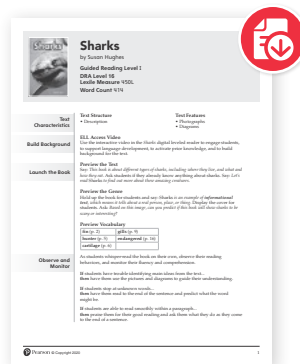 Sharks
Sharks
by Susan Hughes
Guided Reading Level I
DRA Level 16
Lexile Measure 450L
Word Count 414
Text
Characteristics
Text Structure
• Description
Text Features
• Photographs
• Diagrams
Build Background
ELL Access Video
Use the interactive video in the Sharks digital leveled reader to engage students,
to support language development, to activate prior knowledge, and to build
background for the text.
Launch the Book
Preview the Text
Say: This book is about different types of sharks, including where they live, and what and
how they eat. Ask students if they already know anything about sharks. Say: Let's
read Sharks to find out more about these amazing creatures.
Preview the Genre
Hold up the book for students and say: Sharks is an example of informational
text, which means it tells about a real person, place, or thing. Display the cover for
students. Ask: Based on this image, can you predict if this book will show sharks to be
scary or interesting?
Preview Vocabulary
fin (p. 2)
gills (p. 9)
hunter (p. 3)
endangered (p. 16)
cartilage (p. 6)
Observe and
Monitor
As students whisper-read the book on their own, observe their reading
behaviors, and monitor their fluency and comprehension.
If students have trouble identifying main ideas from the text...
then have them use the pictures and diagrams to guide their understanding.
If students stop at unknown words...
then have them read to the end of the sentence and predict what the word
might be.
If students are able to read smoothly within a paragraph...
then praise them for their good reading and ask them what they do as they come
to the end of a sentence.
Pearson © Copyright 2020
1